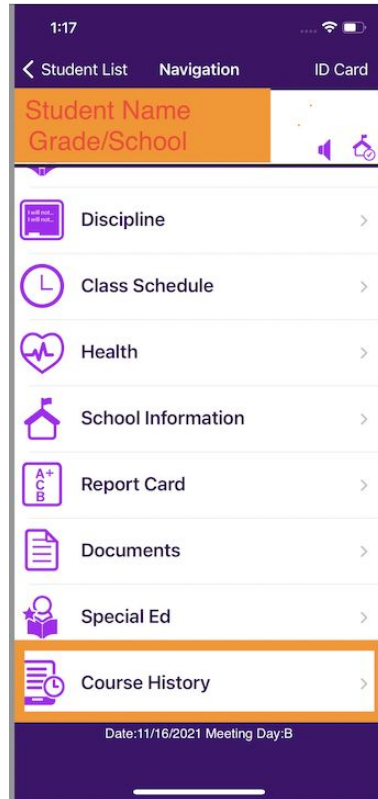 1:17
Student List Navigation ID Card
Student Name
Grade/School
I will not...
I will not...
Discipline
Class Schedule
Health
School Information
A+
C
B
Report Card
Documents
Special Ed
Course History
Date:11/16/2021 Meeting Day:B